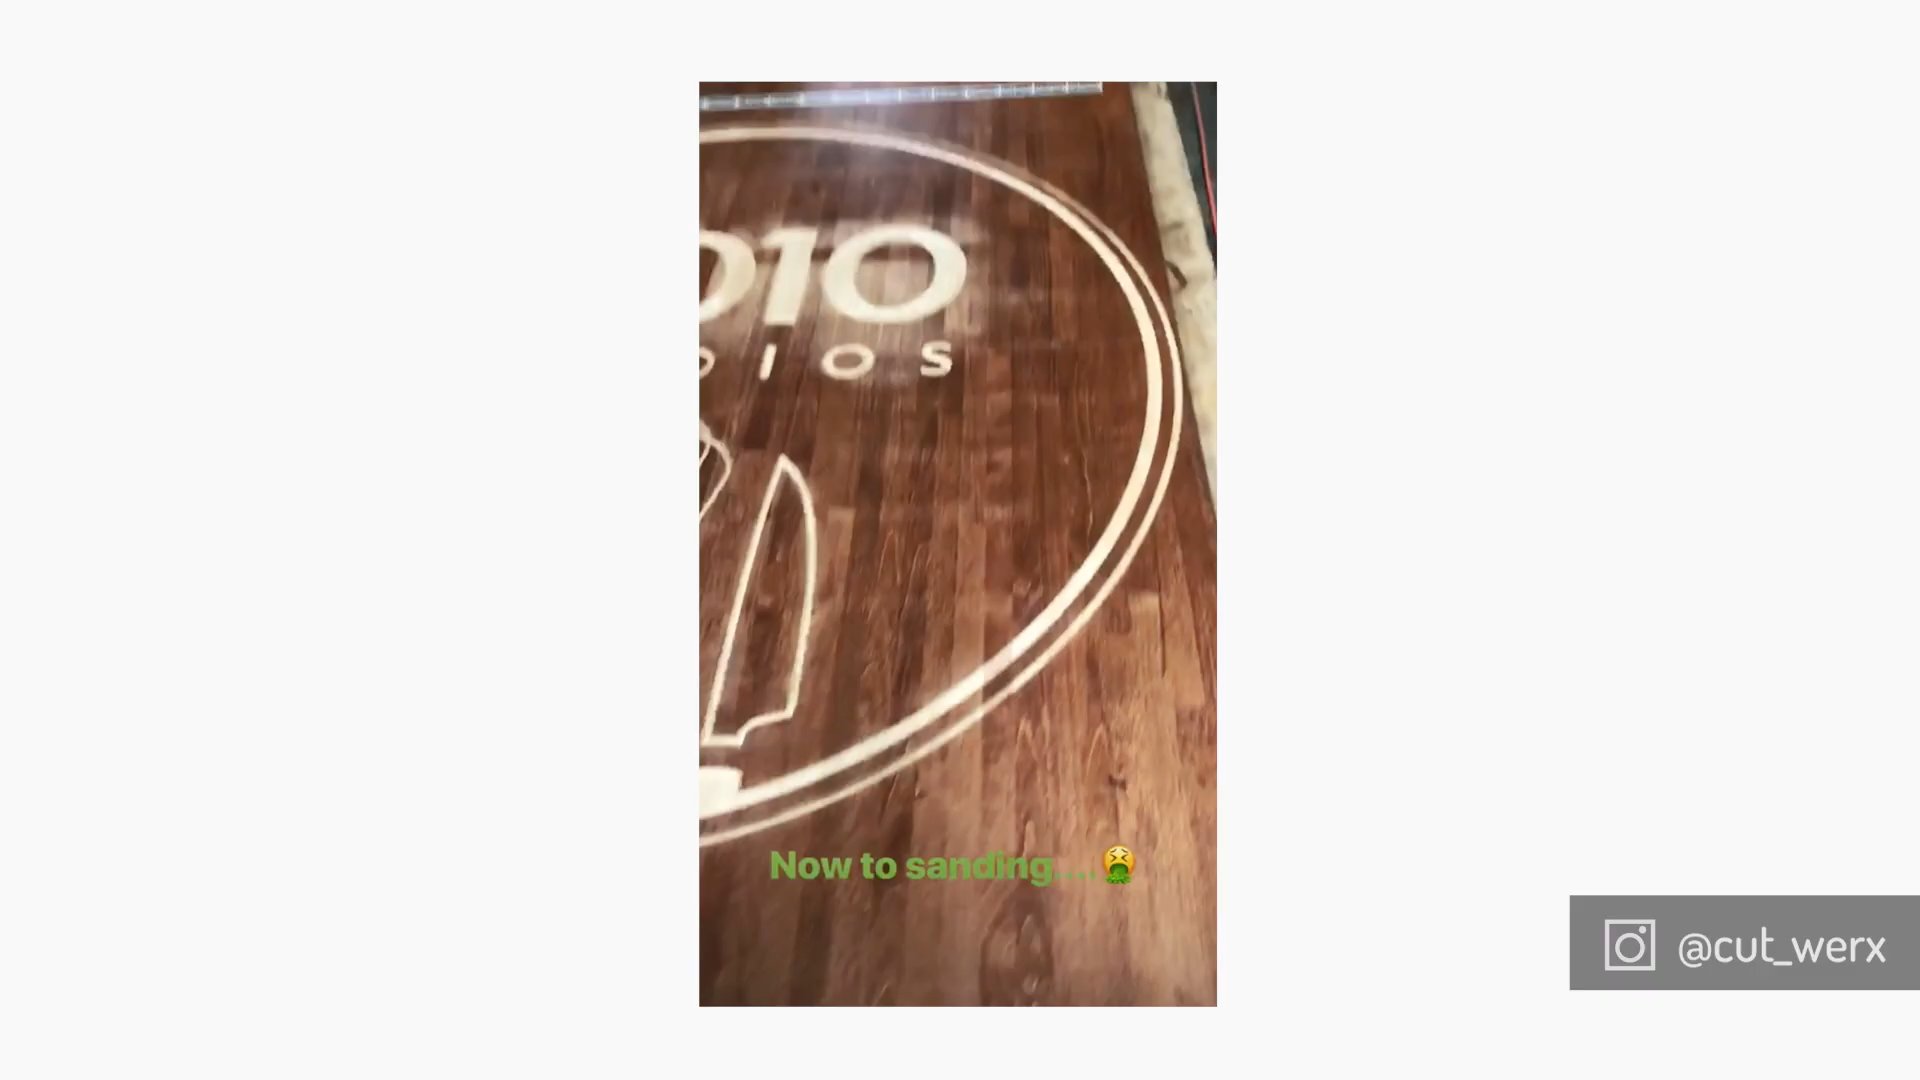 010
DIOS
Now to sanding....🤮
@cut_werx